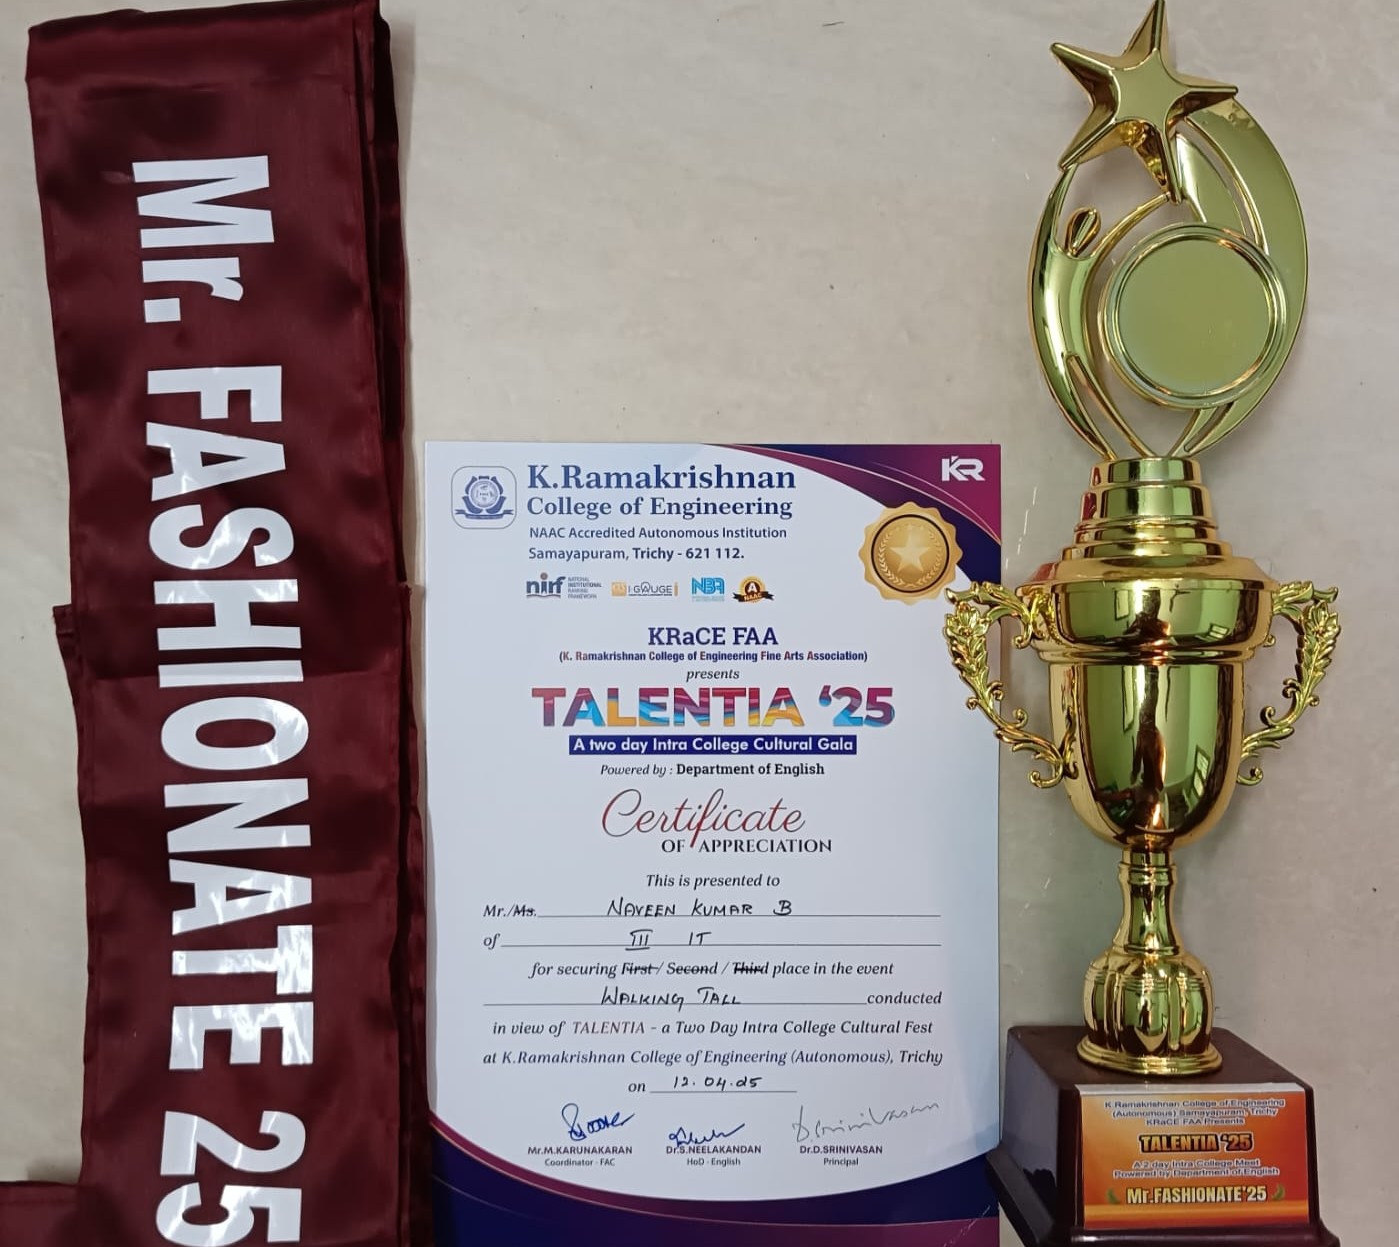 Mr. FASHIONATE 25
K.Ramakrishnan
College of Engineering
NAAC Accredited Autonomous Institution
Samayapuram, Trichy - 621 112.
KR
nirf NATIONAL INSTITUTIONAL RANKING FRAMEWORK I·GAUGE NBA A NAAC
KRaCE FAA
(K. Ramakrishnan College of Engineering Fine Arts Association)
presents
TALENTIA '25
A two day Intra College Cultural Gala
Powered by : Department of English
Certificate
OF APPRECIATION
This is presented to
Mr./Ms. NAVEEN KUMAR B
of III IT
for securing First / Second / Third place in the event
WALKING TALL conducted
in view of TALENTIA - a Two Day Intra College Cultural Fest
at K.Ramakrishnan College of Engineering (Autonomous), Trichy
on 12.04.25
D.Srinivasan
Mr.M.KARUNAKARAN
Coordinator - FAC
Dr.S.NEELAKANDAN
HoD - English
Dr.D.SRINIVASAN
Principal
K.Ramakrishnan College of Engineering
(Autonomous) Samayapuram, Trichy
KRaCE FAA Presents
TALENTIA '25
A 2 day Intra College Meet
Powered by Department of English
Mr.FASHIONATE'25